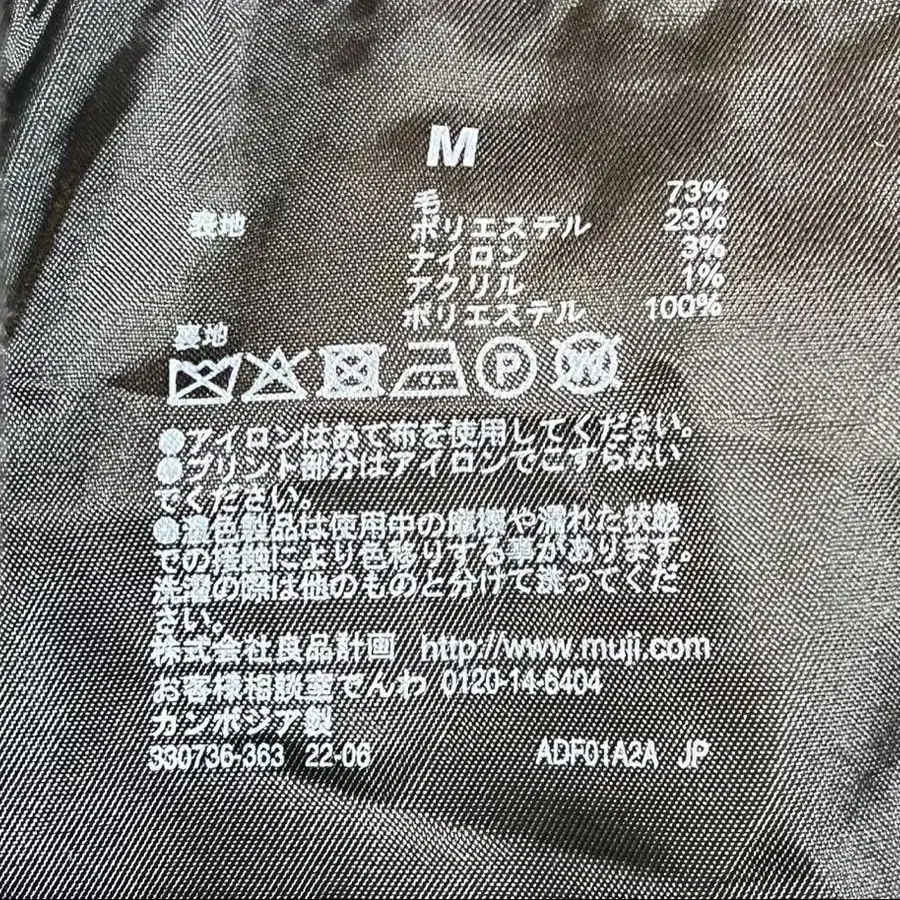 M
表地 毛 73%
ポリエステル 23%
ナイロン 3%
アクリル 1%
裏地 ポリエステル 100%
P W
●アイロンはあて布を使用してください。
●プリント部分はアイロンでこすらない
でください。
●濃色製品は使用中の摩擦や濡れた状態
での接触により色移りする事があります。
洗濯の際は他のものと分けて洗ってくだ
さい。
株式会社良品計画 http://www.muji.com
お客様相談室でんわ 0120-14-6404
カンボジア製
330736-363 22-06 ADF01A2A JP